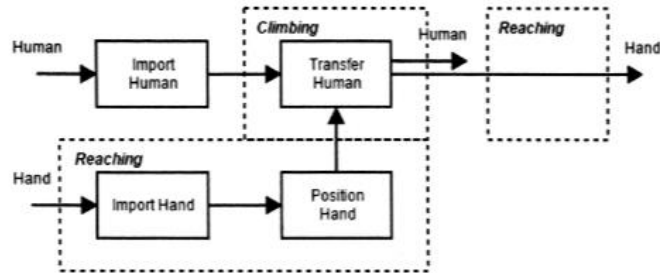 Human
Import
Human
Climbing
Transfer
Human
Human
Reaching
Hand
Reaching
Hand
Import Hand
Position
Hand